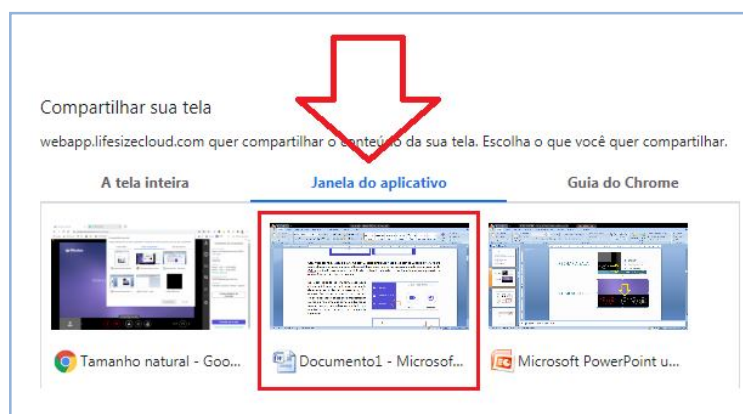 Compartilhar sua tela
webapp.lifesizecloud.com quer compartilhar o conteúdo da sua tela. Escolha o que você quer compartilhar.
A tela inteira Janela do aplicativo Guia do Chrome
Tamanho natural - Goo... Documento1 - Microsof... Microsoft PowerPoint u...